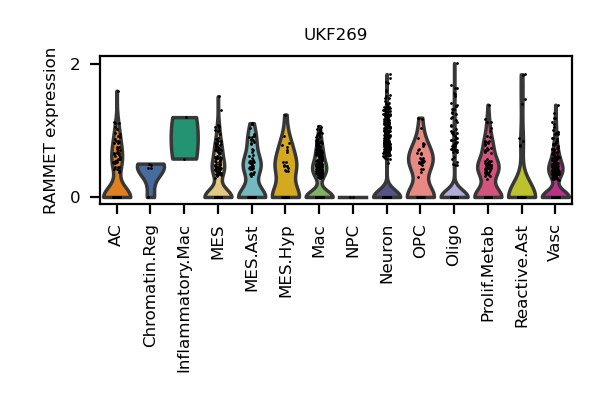 UKF269
RAMMET expression
2
0
AC
Chromatin.Reg
Inflammatory.Mac
MES
MES.Ast
MES.Hyp
Mac
NPC
Neuron
OPC
Oligo
Prolif.Metab
Reactive.Ast
Vasc